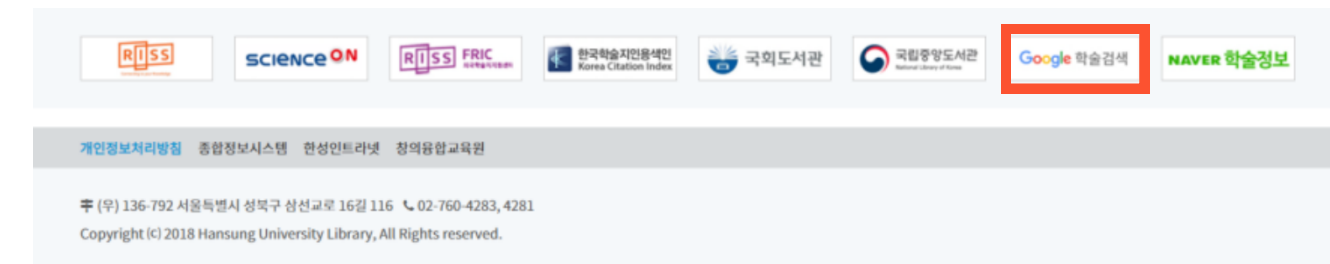 RISS
SCIENCE ON
RISS FRIC
한국학술지인용색인
Korea Citation Index
국회도서관
국립중앙도서관
National Library of Korea
Google 학술검색
NAVER 학술정보
개인정보처리방침 종합정보시스템 한성인트라넷 창의융합교육원
(우) 136-792 서울특별시 성북구 삼선교로 16길 116 02-760-4283, 4281
Copyright (c) 2018 Hansung University Library, All Rights reserved.